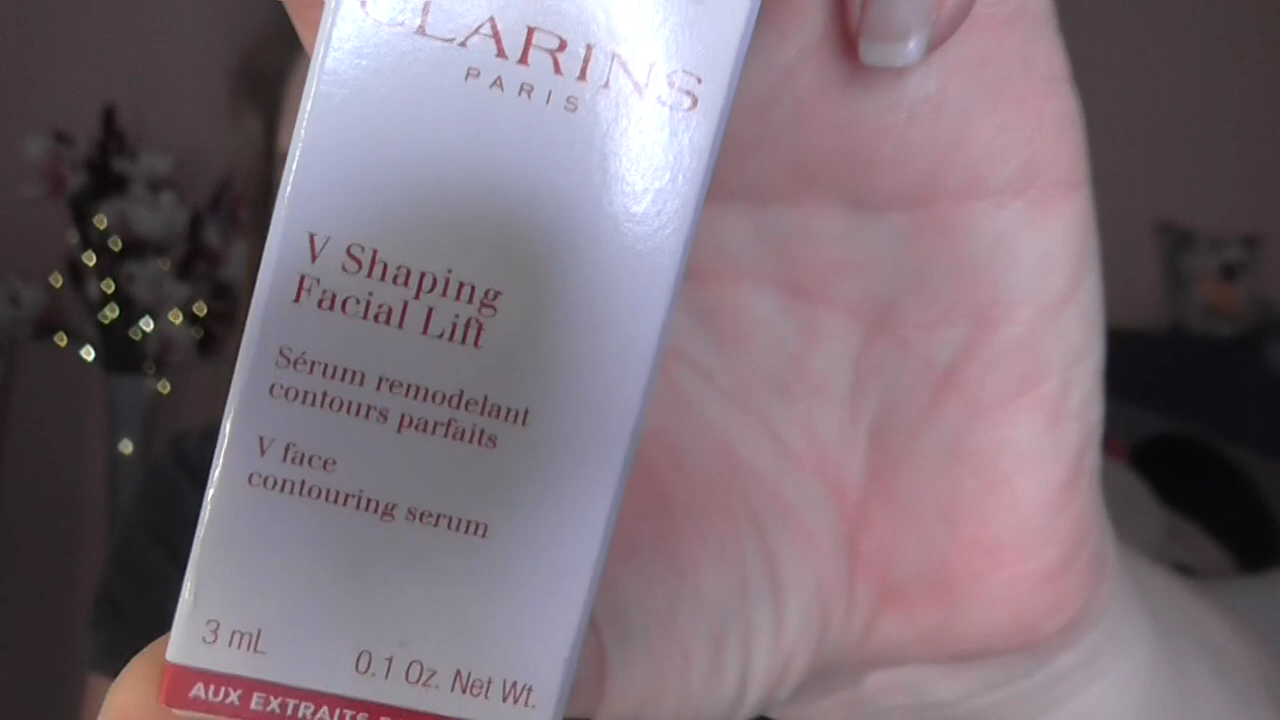 CLARINS
PARIS
V Shaping
Facial Lift
Sérum remodelant
contours parfaits
V face
contouring serum
3 mL 0.1 Oz. Net Wt.
AUX EXTRAITS